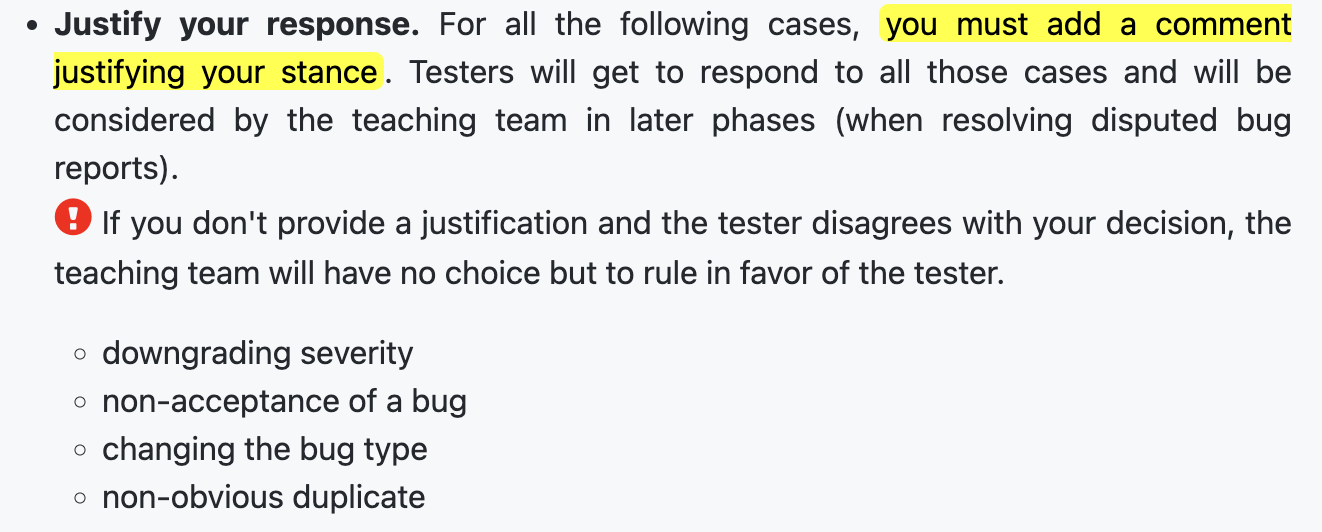 • Justify your response. For all the following cases, you must add a comment
justifying your stance. Testers will get to respond to all those cases and will be
considered by the teaching team in later phases (when resolving disputed bug
reports).
! If you don't provide a justification and the tester disagrees with your decision, the
teaching team will have no choice but to rule in favor of the tester.
◦ downgrading severity
◦ non-acceptance of a bug
◦ changing the bug type
◦ non-obvious duplicate